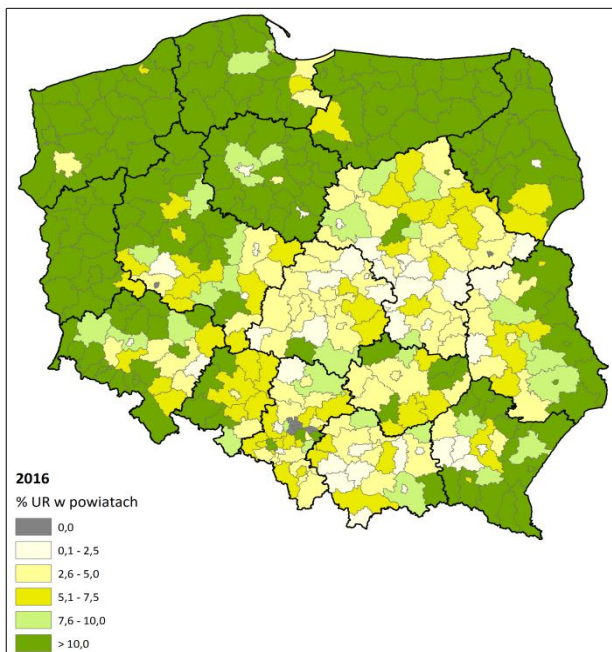 2016
% UR w powiatach
0,0
0,1 - 2,5
2,6 - 5,0
5,1 - 7,5
7,6 - 10,0
> 10,0